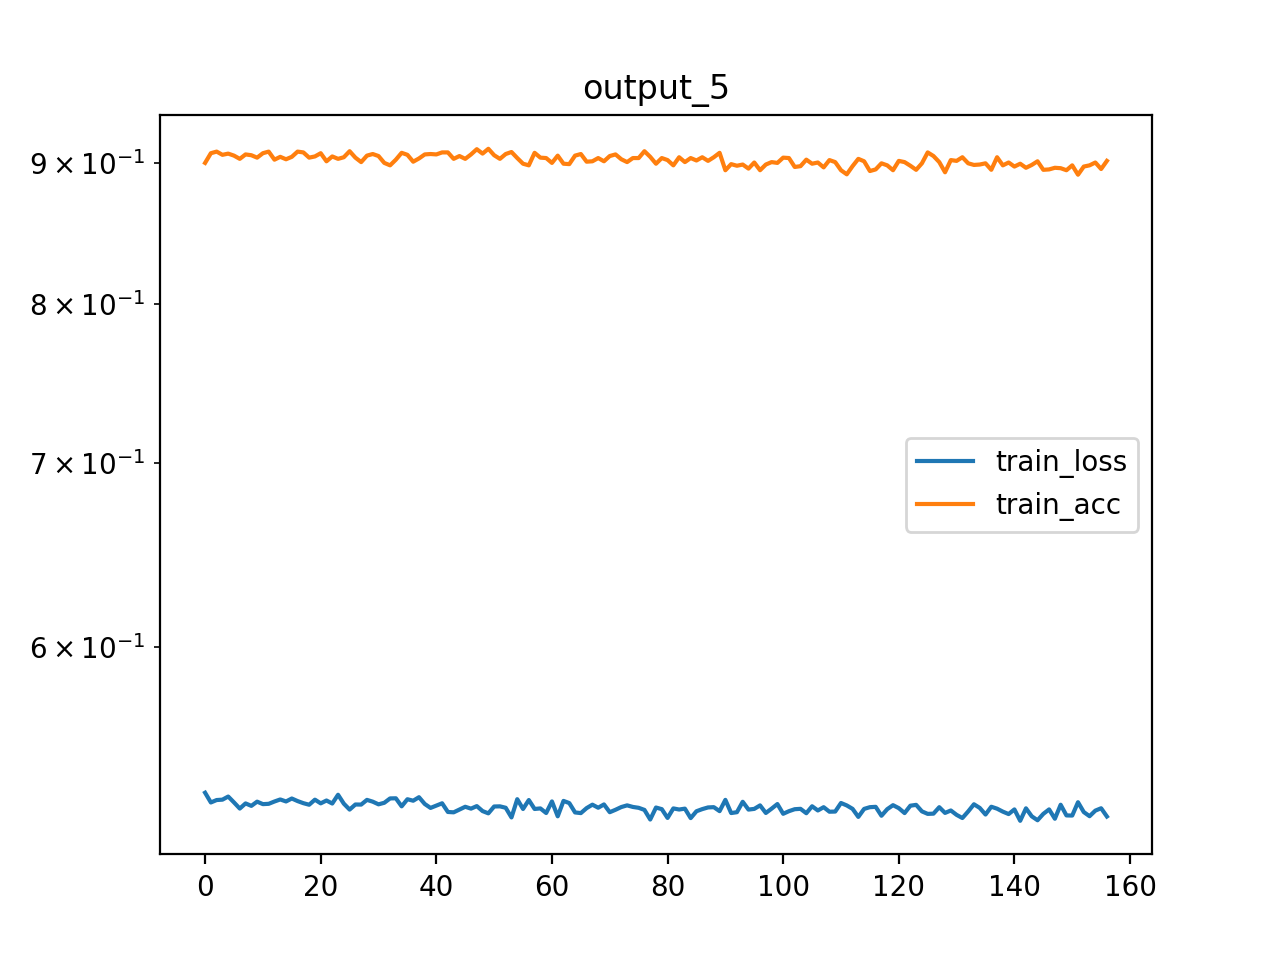 output_5
9 × 10⁻¹
8 × 10⁻¹
7 × 10⁻¹
6 × 10⁻¹
train_loss
train_acc
0 20 40 60 80 100 120 140 160